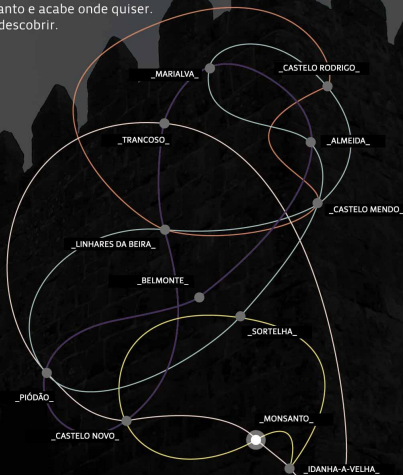 anto e acabe onde quiser.
descobrir.
_MARIALVA_
_CASTELO RODRIGO_
_TRANCOSO_
_ALMEIDA_
_CASTELO MENDO_
_LINHARES DA BEIRA_
_BELMONTE_
_SORTELHA_
_PIÓDÃO_
_CASTELO NOVO_
_MONSANTO_
_IDANHA-A-VELHA_